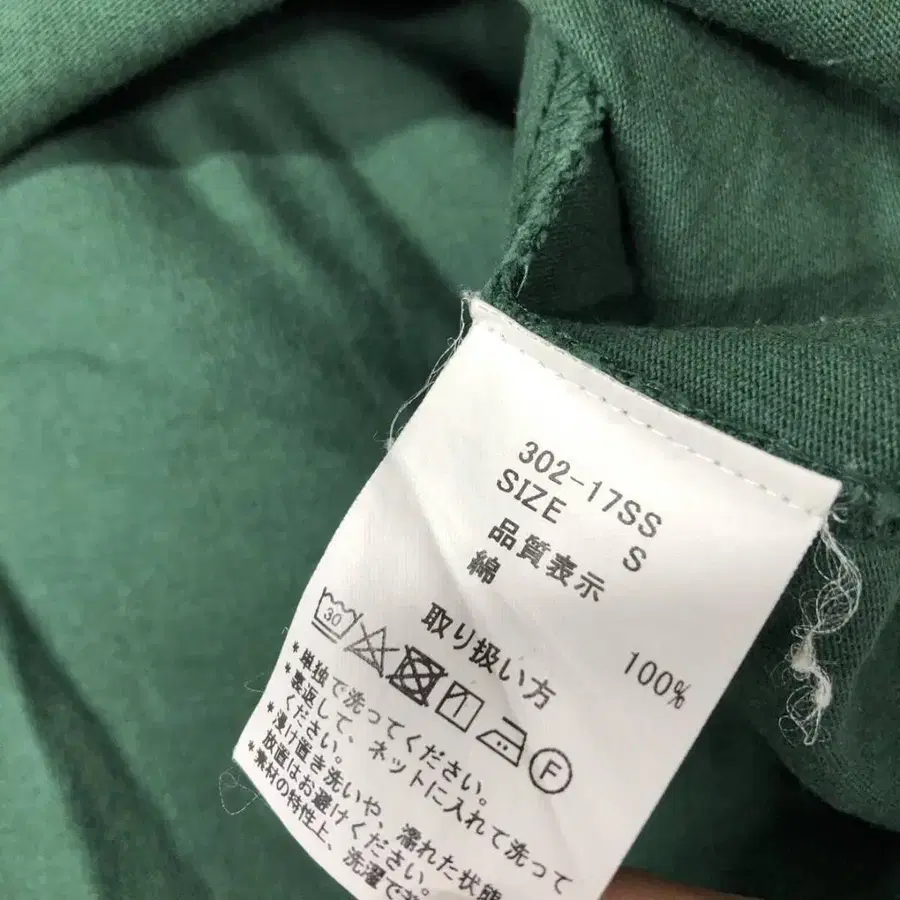 302-17SS
SIZE S
品質表示
綿 100%
取り扱い方
30 F
*単独で洗ってください。
*裏返して、ネットに入れて洗って
ください。
*浸け置き洗いや、濡れた状態
放置はお避けください。
*素材の特性上、洗濯で